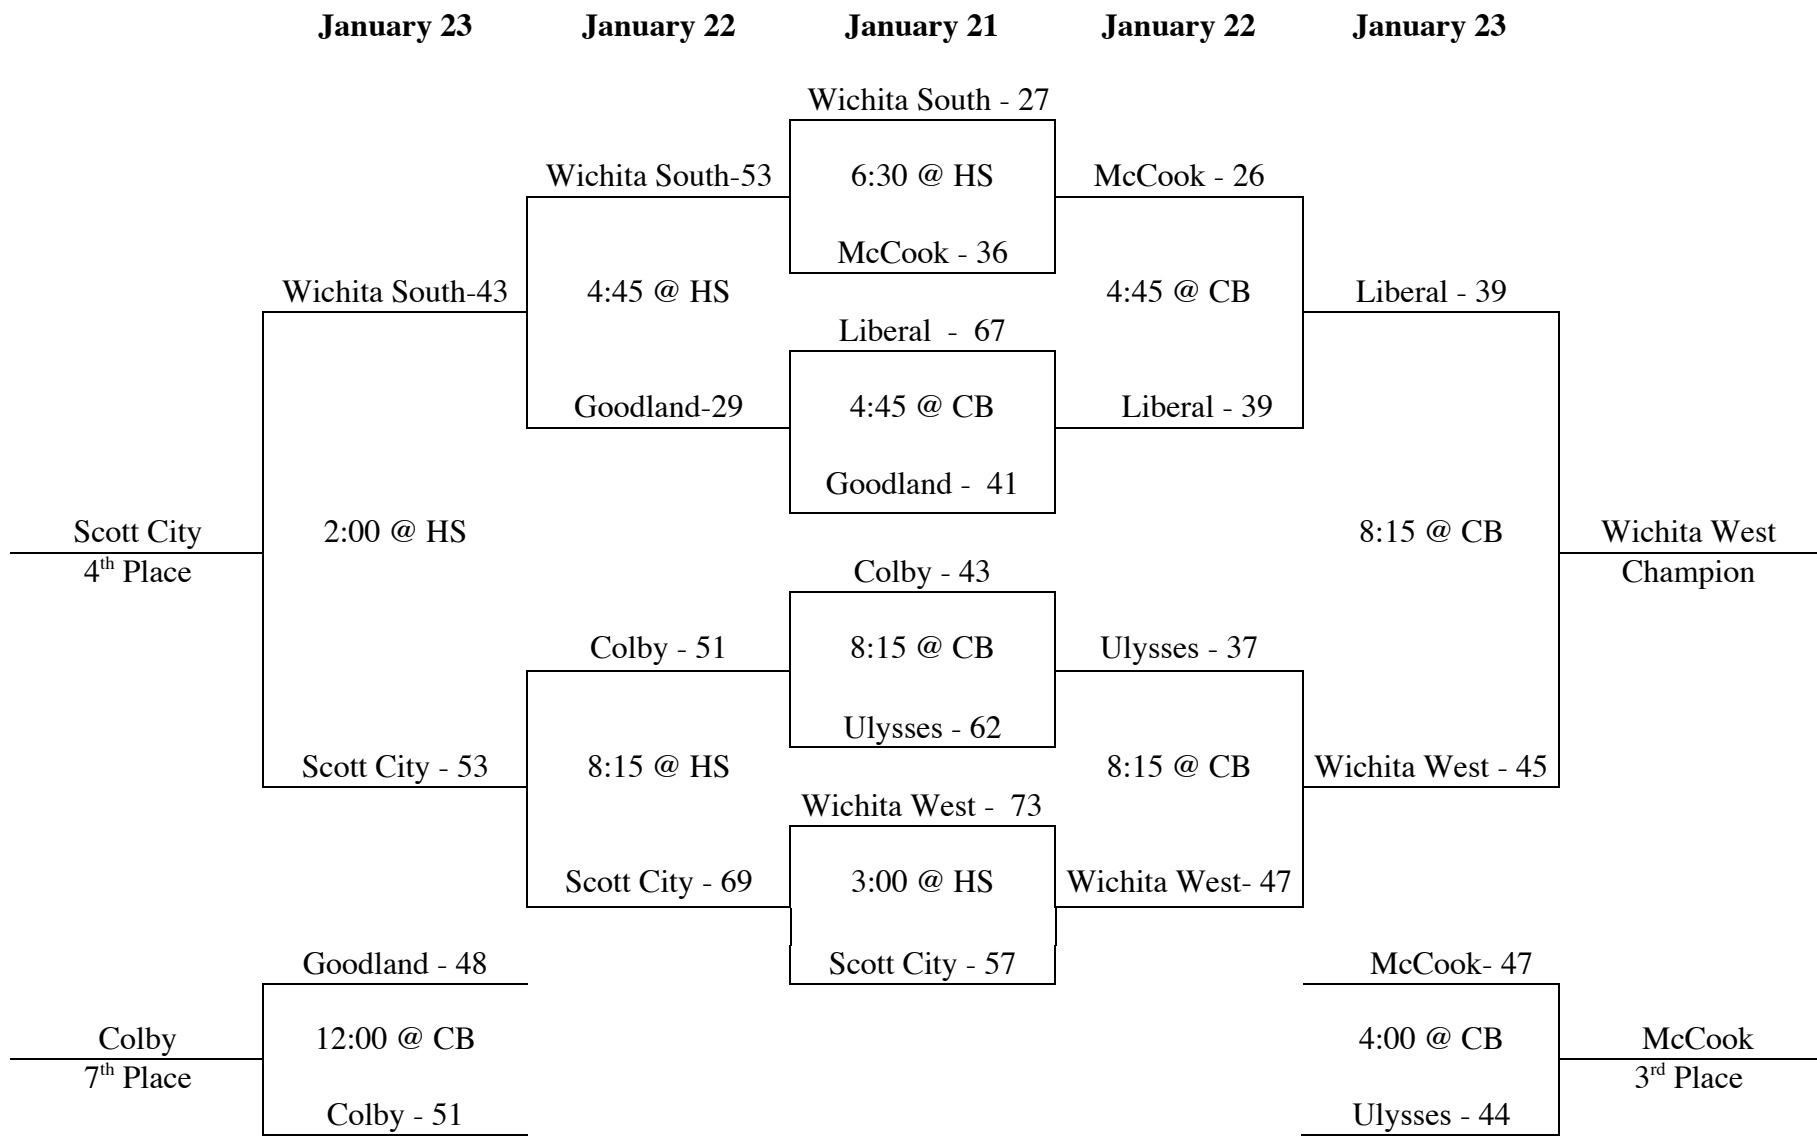 January 23 January 22 January 21 January 22 January 23
Wichita South - 27
Wichita South-53 6:30 @ HS McCook - 26
McCook - 36
Wichita South-43 4:45 @ HS 4:45 @ CB Liberal - 39
Liberal - 67
Goodland-29 4:45 @ CB Liberal - 39
Goodland - 41
Scott City 2:00 @ HS 8:15 @ CB Wichita West
4th Place Colby - 43 Champion
Colby - 51 8:15 @ CB Ulysses - 37
Ulysses - 62
Scott City - 53 8:15 @ HS 8:15 @ CB Wichita West - 45
Wichita West - 73
Scott City - 69 3:00 @ HS Wichita West- 47
Goodland - 48 Scott City - 57 McCook- 47
Colby 12:00 @ CB 4:00 @ CB McCook
7th Place 3rd Place
Colby - 51 Ulysses - 44